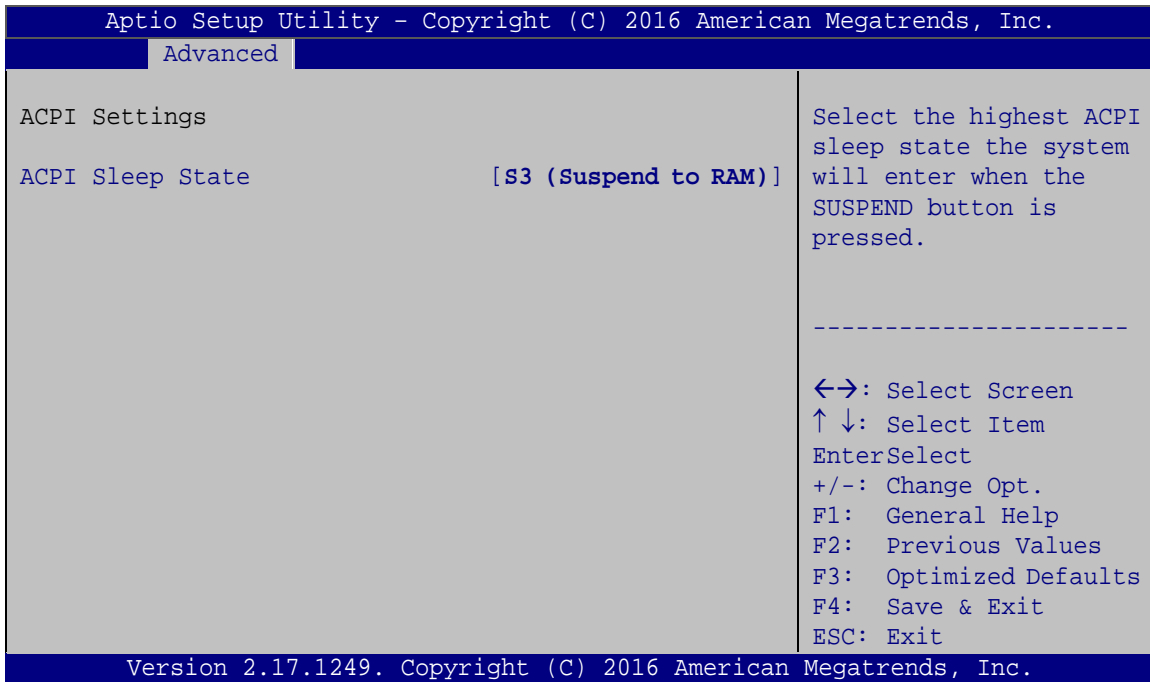 Aptio Setup Utility – Copyright (C) 2016 American Megatrends, Inc.
Advanced
ACPI Settings
ACPI Sleep State [S3 (Suspend to RAM)]
Select the highest ACPI
sleep state the system
will enter when the
SUSPEND button is
pressed.
----------------------
←→: Select Screen
↑ ↓: Select Item
EnterSelect
+/-: Change Opt.
F1: General Help
F2: Previous Values
F3: Optimized Defaults
F4: Save & Exit
ESC: Exit
Version 2.17.1249. Copyright (C) 2016 American Megatrends, Inc.